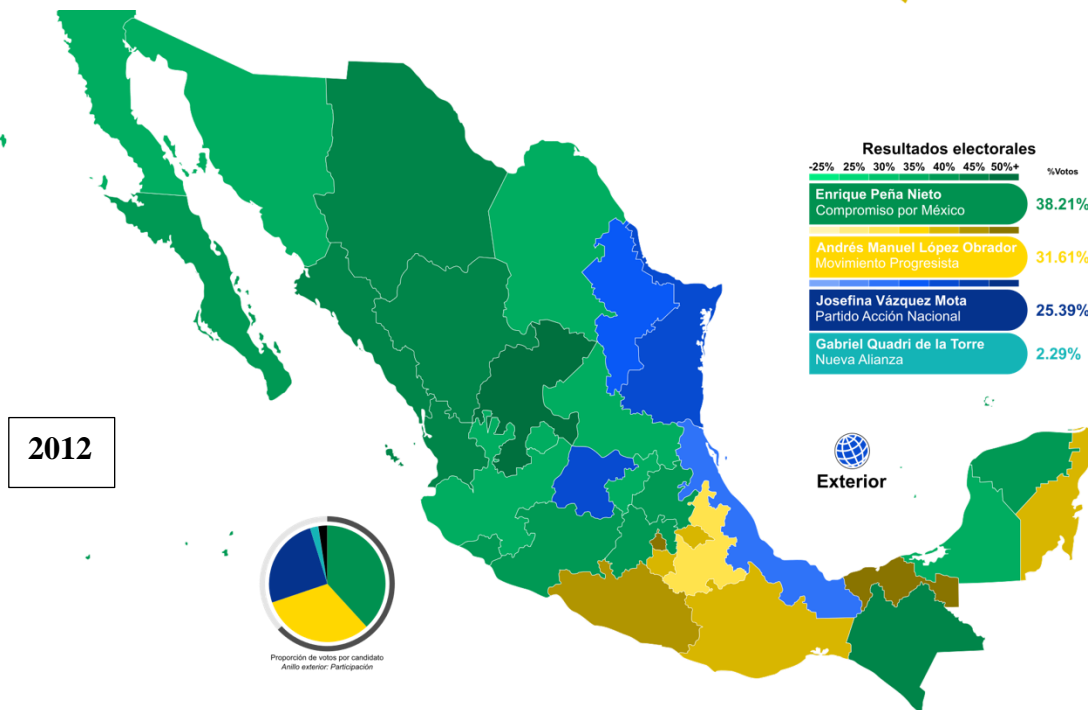 Resultados electorales
-25% 25% 30% 35% 40% 45% 50%+ %Votos
Enrique Peña Nieto
Compromiso por México
38.21%
Andrés Manuel López Obrador
Movimiento Progresista
31.61%
Josefina Vázquez Mota
Partido Acción Nacional
25.39%
Gabriel Quadri de la Torre
Nueva Alianza
2.29%
2012
Exterior
Proporción de votos por candidato
Anillo exterior: Participación